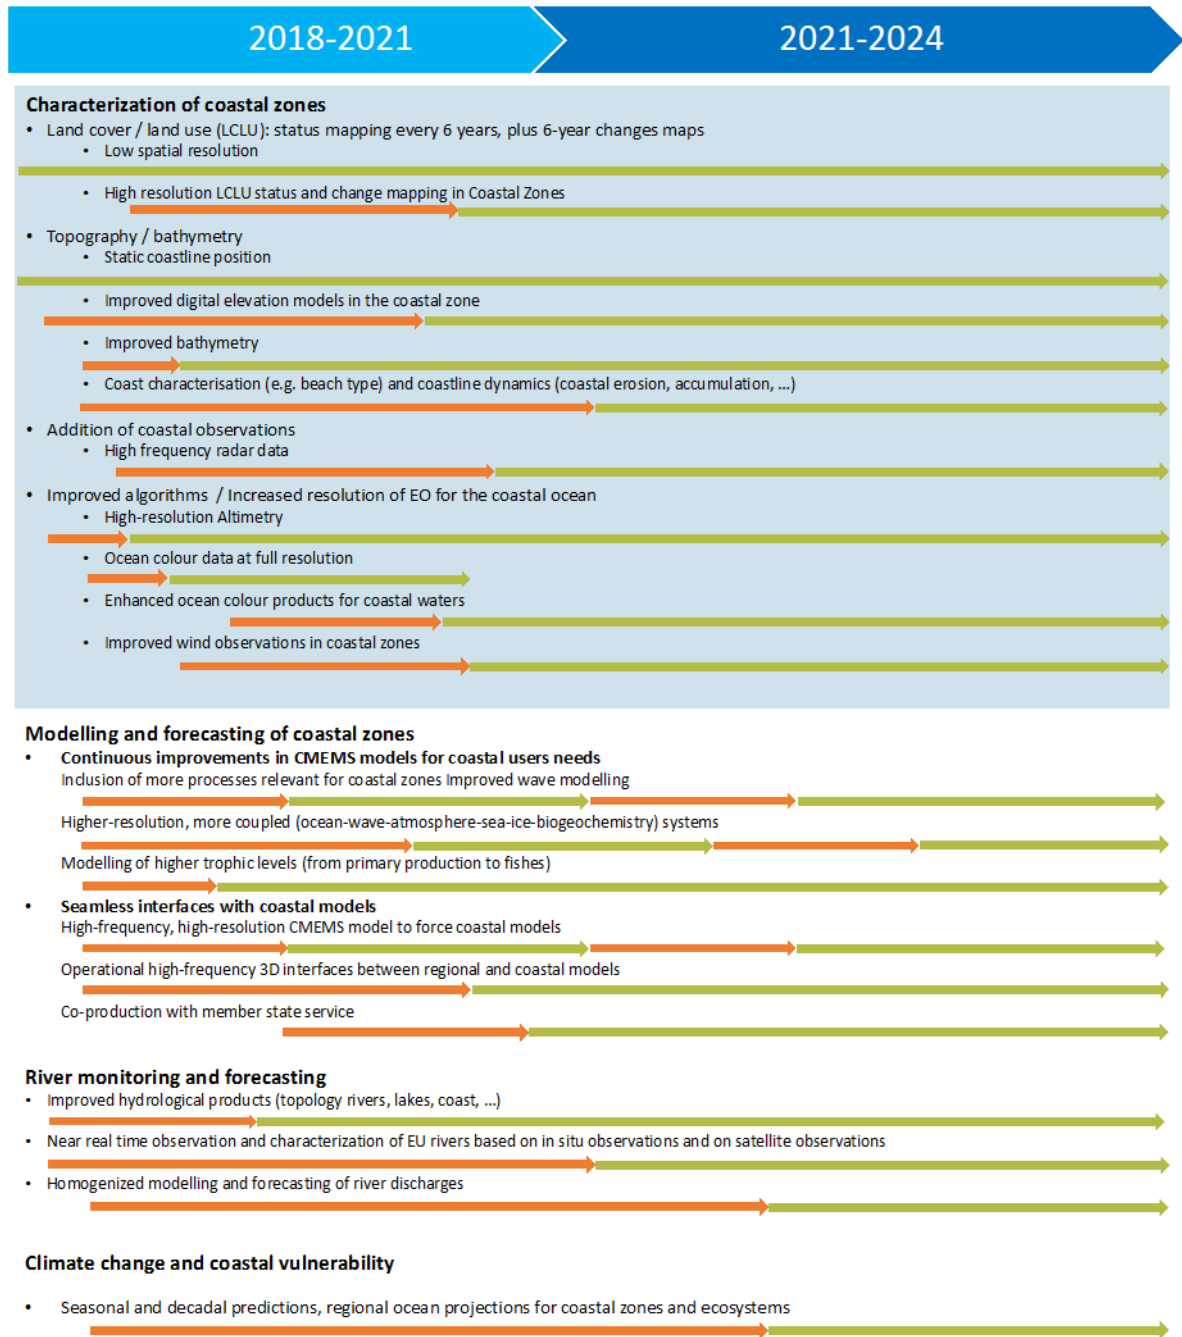 2018-2021
2021-2024
Characterization of coastal zones
• Land cover / land use (LCLU): status mapping every 6 years, plus 6-year changes maps
• Low spatial resolution
• High resolution LCLU status and change mapping in Coastal Zones
• Topography / bathymetry
• Static coastline position
• Improved digital elevation models in the coastal zone
• Improved bathymetry
• Coast characterisation (e.g. beach type) and coastline dynamics (coastal erosion, accumulation, ...)
• Addition of coastal observations
• High frequency radar data
• Improved algorithms / Increased resolution of EO for the coastal ocean
• High-resolution Altimetry
• Ocean colour data at full resolution
• Enhanced ocean colour products for coastal waters
• Improved wind observations in coastal zones
Modelling and forecasting of coastal zones
• Continuous improvements in CMEMS models for coastal users needs
Inclusion of more processes relevant for coastal zones Improved wave modelling
Higher-resolution, more coupled (ocean-wave-atmosphere-sea-ice-biogeochemistry) systems
Modelling of higher trophic levels (from primary production to fishes)
• Seamless interfaces with coastal models
High-frequency, high-resolution CMEMS model to force coastal models
Operational high-frequency 3D interfaces between regional and coastal models
Co-production with member state service
River monitoring and forecasting
• Improved hydrological products (topology rivers, lakes, coast, ...)
• Near real time observation and characterization of EU rivers based on in situ observations and on satellite observations
• Homogenized modelling and forecasting of river discharges
Climate change and coastal vulnerability
• Seasonal and decadal predictions, regional ocean projections for coastal zones and ecosystems